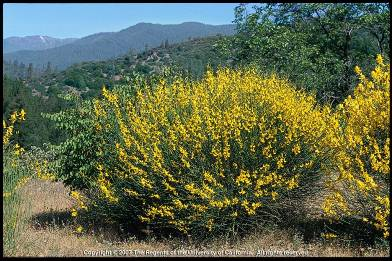 Copyright © 2003 The Regents of the University of California. All Rights Reserved.